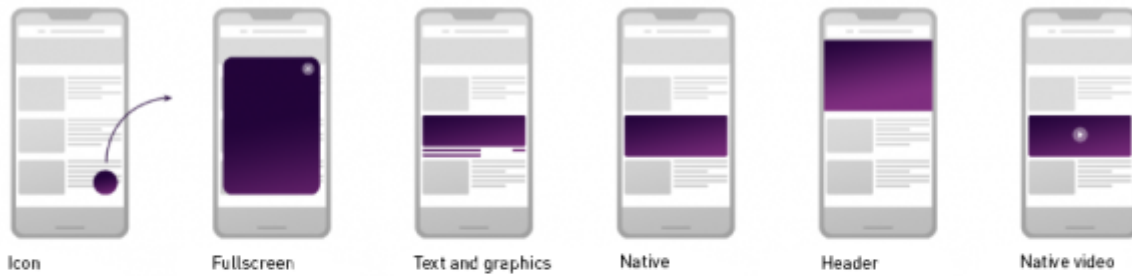 Icon
Fullscreen
Text and graphics
Native
Header
Native video